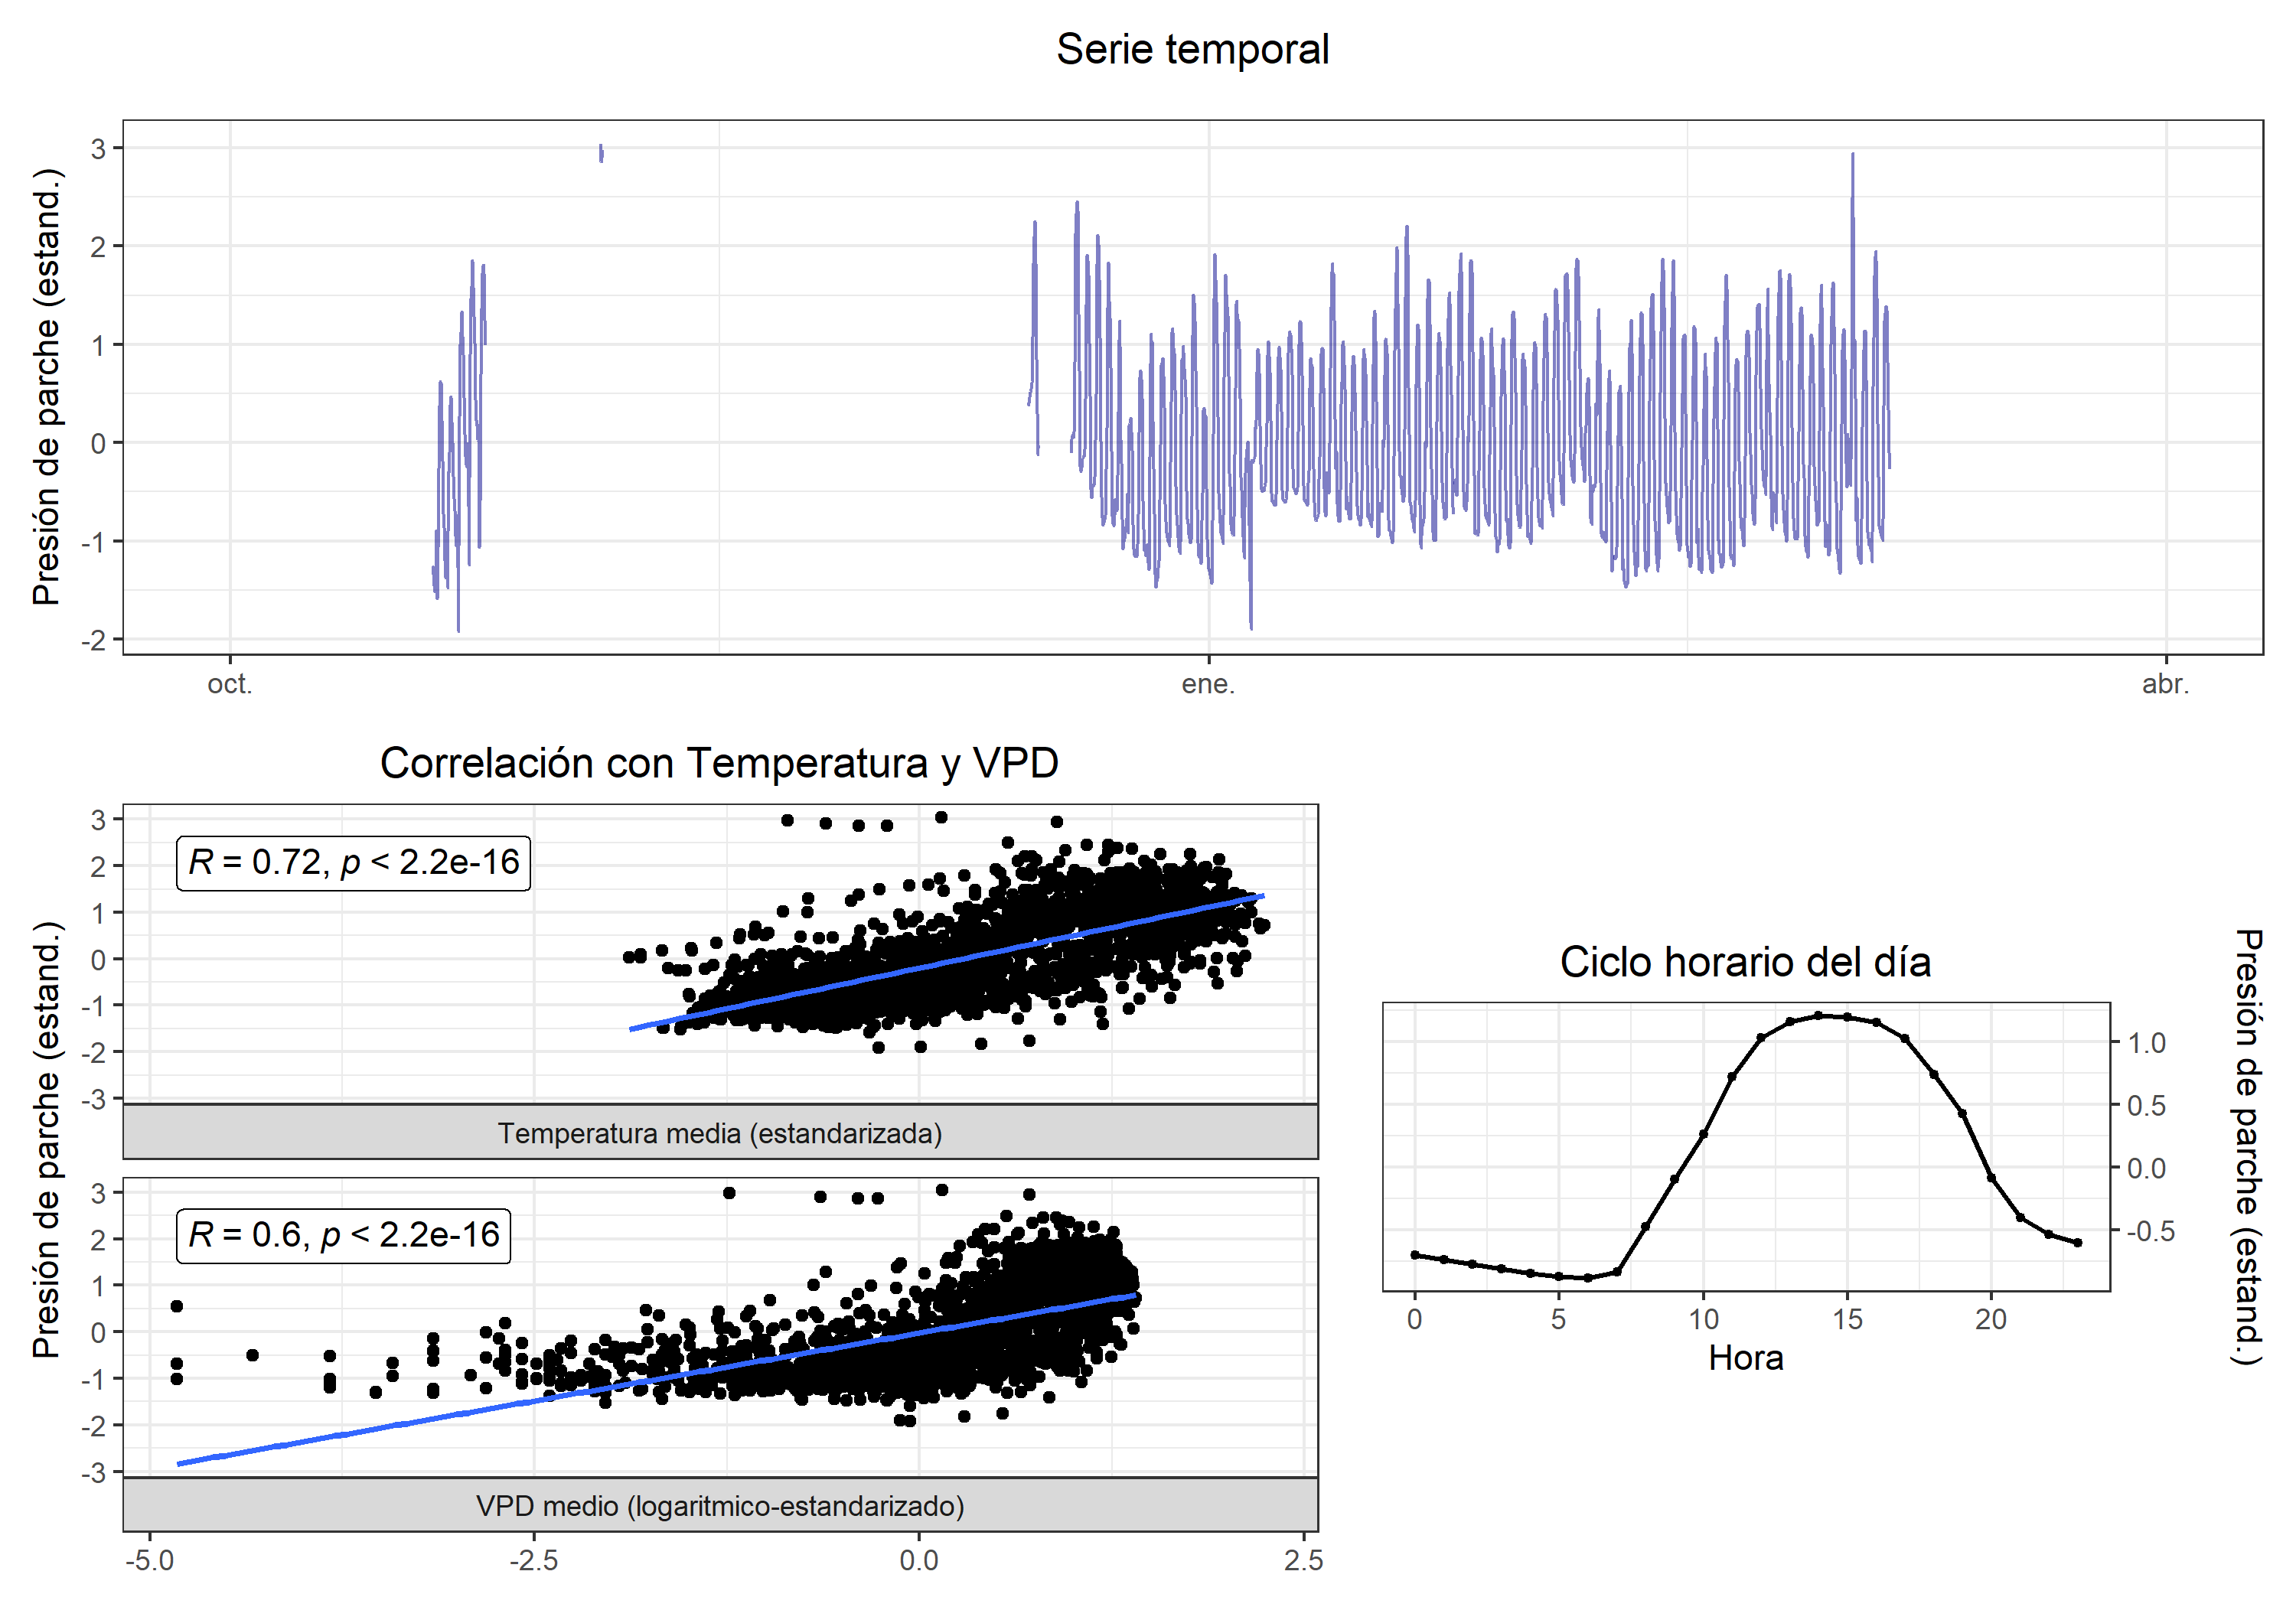 Serie temporal
Presión de parche (estand.)
3
2
1
0
-1
-2
oct.
ene.
abr.
Correlación con Temperatura y VPD
Presión de parche (estand.)
3
2
1
0
-1
-2
-3
R = 0.72, p < 2.2e-16
Temperatura media (estandarizada)
3
2
1
0
-1
-2
-3
R = 0.6, p < 2.2e-16
VPD medio (logaritmico-estandarizado)
-5.0
-2.5
0.0
2.5
Ciclo horario del día
1.0
0.5
0.0
-0.5
Presión de parche (estand.)
0
5
10
15
20
Hora